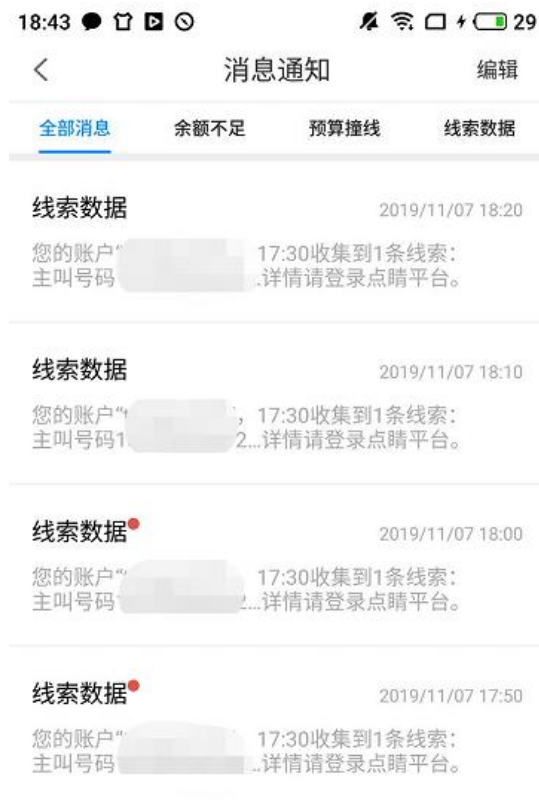 18:43
29
消息通知
编辑
全部消息
余额不足
预算撞线
线索数据
线索数据
2019/11/07 18:20
您的账户“ 17:30收集到1条线索：
主叫号码 ...详情请登录点睛平台。
线索数据
2019/11/07 18:10
您的账户“ ，17:30收集到1条线索：
主叫号码1 2...详情请登录点睛平台。
线索数据
2019/11/07 18:00
您的账户“ 17:30收集到1条线索：
主叫号码 ...详情请登录点睛平台。
线索数据
2019/11/07 17:50
您的账户“ 17:30收集到1条线索：
主叫号码 ...详情请登录点睛平台。